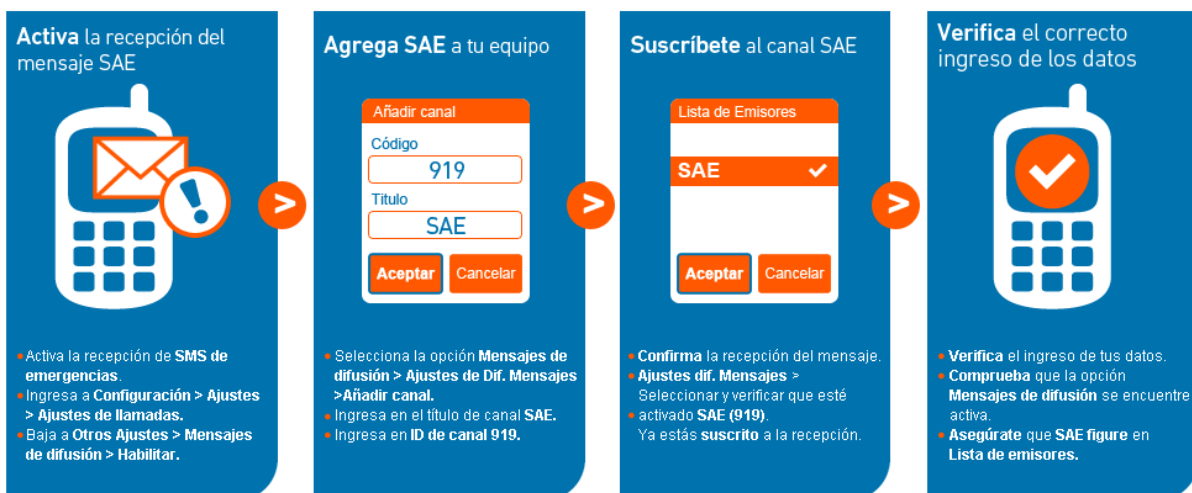 Activa la recepción del
mensaje SAE
Activa la recepción de SMS de
emergencias.
Ingresa a Configuración > Ajustes
> Ajustes de llamadas.
Baja a Otros Ajustes > Mensajes
de difusión > Habilitar.
>
Agrega SAE a tu equipo
Añadir canal
Código
919
Titulo
SAE
Aceptar Cancelar
Selecciona la opción Mensajes de
difusión > Ajustes de Dif. Mensajes
>Añadir canal.
Ingresa en el título de canal SAE.
Ingresa en ID de canal 919.
>
Suscríbete al canal SAE
Lista de Emisores
SAE
Aceptar Cancelar
Confirma la recepción del mensaje.
Ajustes dif. Mensajes >
Seleccionar y verificar que esté
activado SAE (919).
Ya estás suscrito a la recepción.
>
Verifica el correcto
ingreso de los datos
Verifica el ingreso de tus datos.
Comprueba que la opción
Mensajes de difusión se encuentre
activa.
Asegúrate que SAE figure en
Lista de emisores.